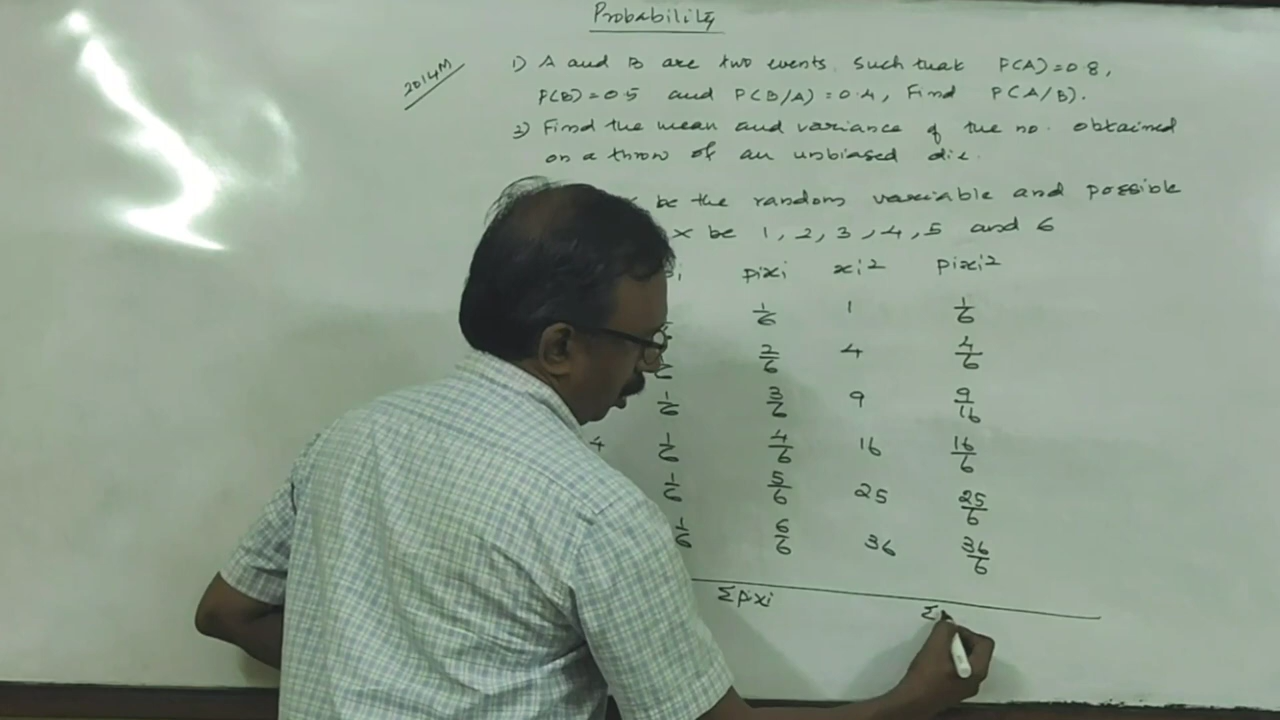 Probability
2014M
1) A and B are two events. Such that P(A)=0.8,
P(B)=0.5 and P(B/A)=0.4, Find P(A/B).
2) Find the mean and variance of the no. obtained
on a throw of an unbiased die.
be the random variable and possible
x be 1, 2, 3, 4, 5 and 6
pixi xi2 pixi2
1/6 1 1/6
2/6 4 4/6
1/6 3/6 9 9/16
4 1/6 4/6 16 16/6
1/6 5/6 25 25/6
1/6 6/6 36 36/6
Σpixi Σ